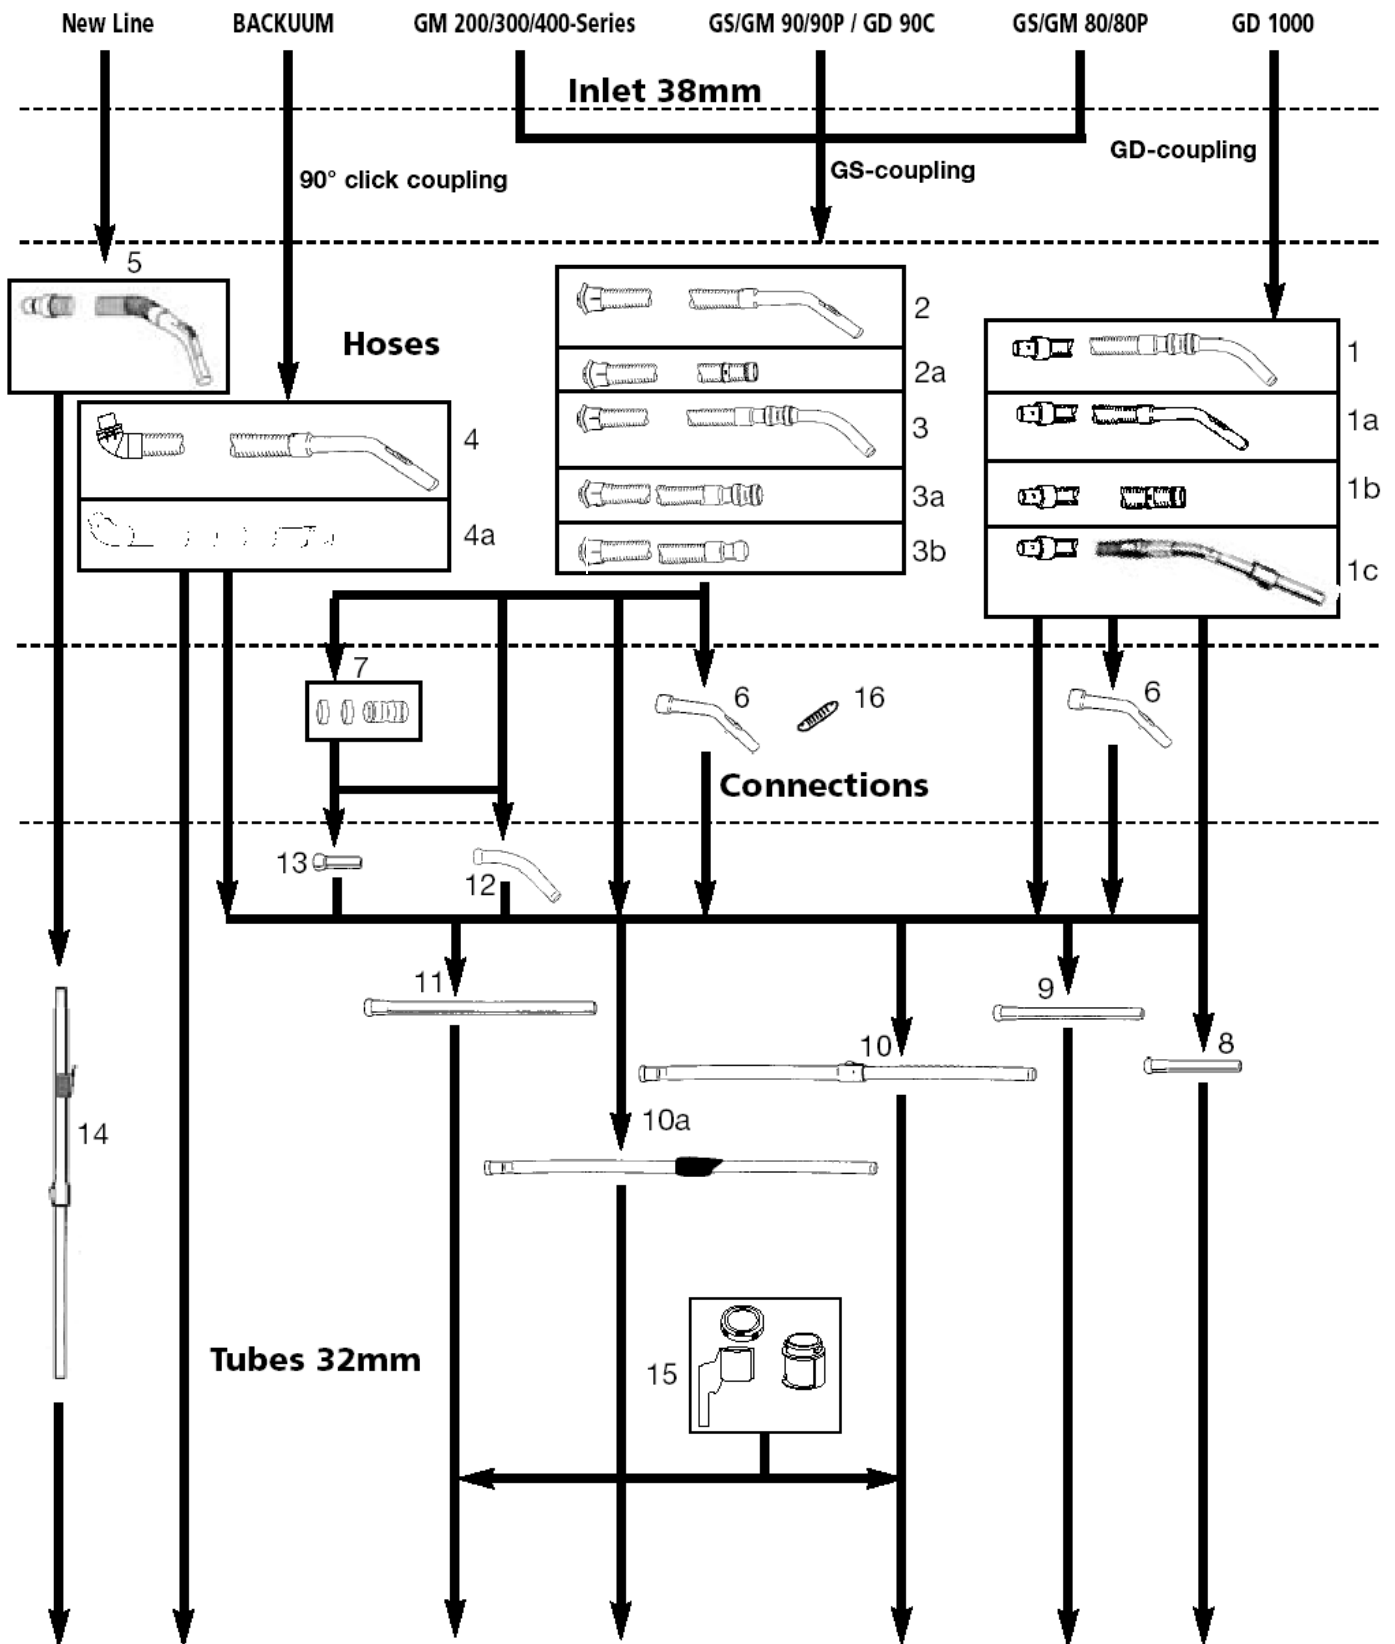 New Line
BACKUUM
GM 200/300/400-Series
GS/GM 90/90P / GD 90C
GS/GM 80/80P
GD 1000
Inlet 38mm
90° click coupling
GS-coupling
GD-coupling
5
Hoses
2
2a
3
3a
3b
1
1a
1b
1c
4
4a
7
6
16
6
Connections
13
12
11
9
10
8
10a
14
15
Tubes 32mm